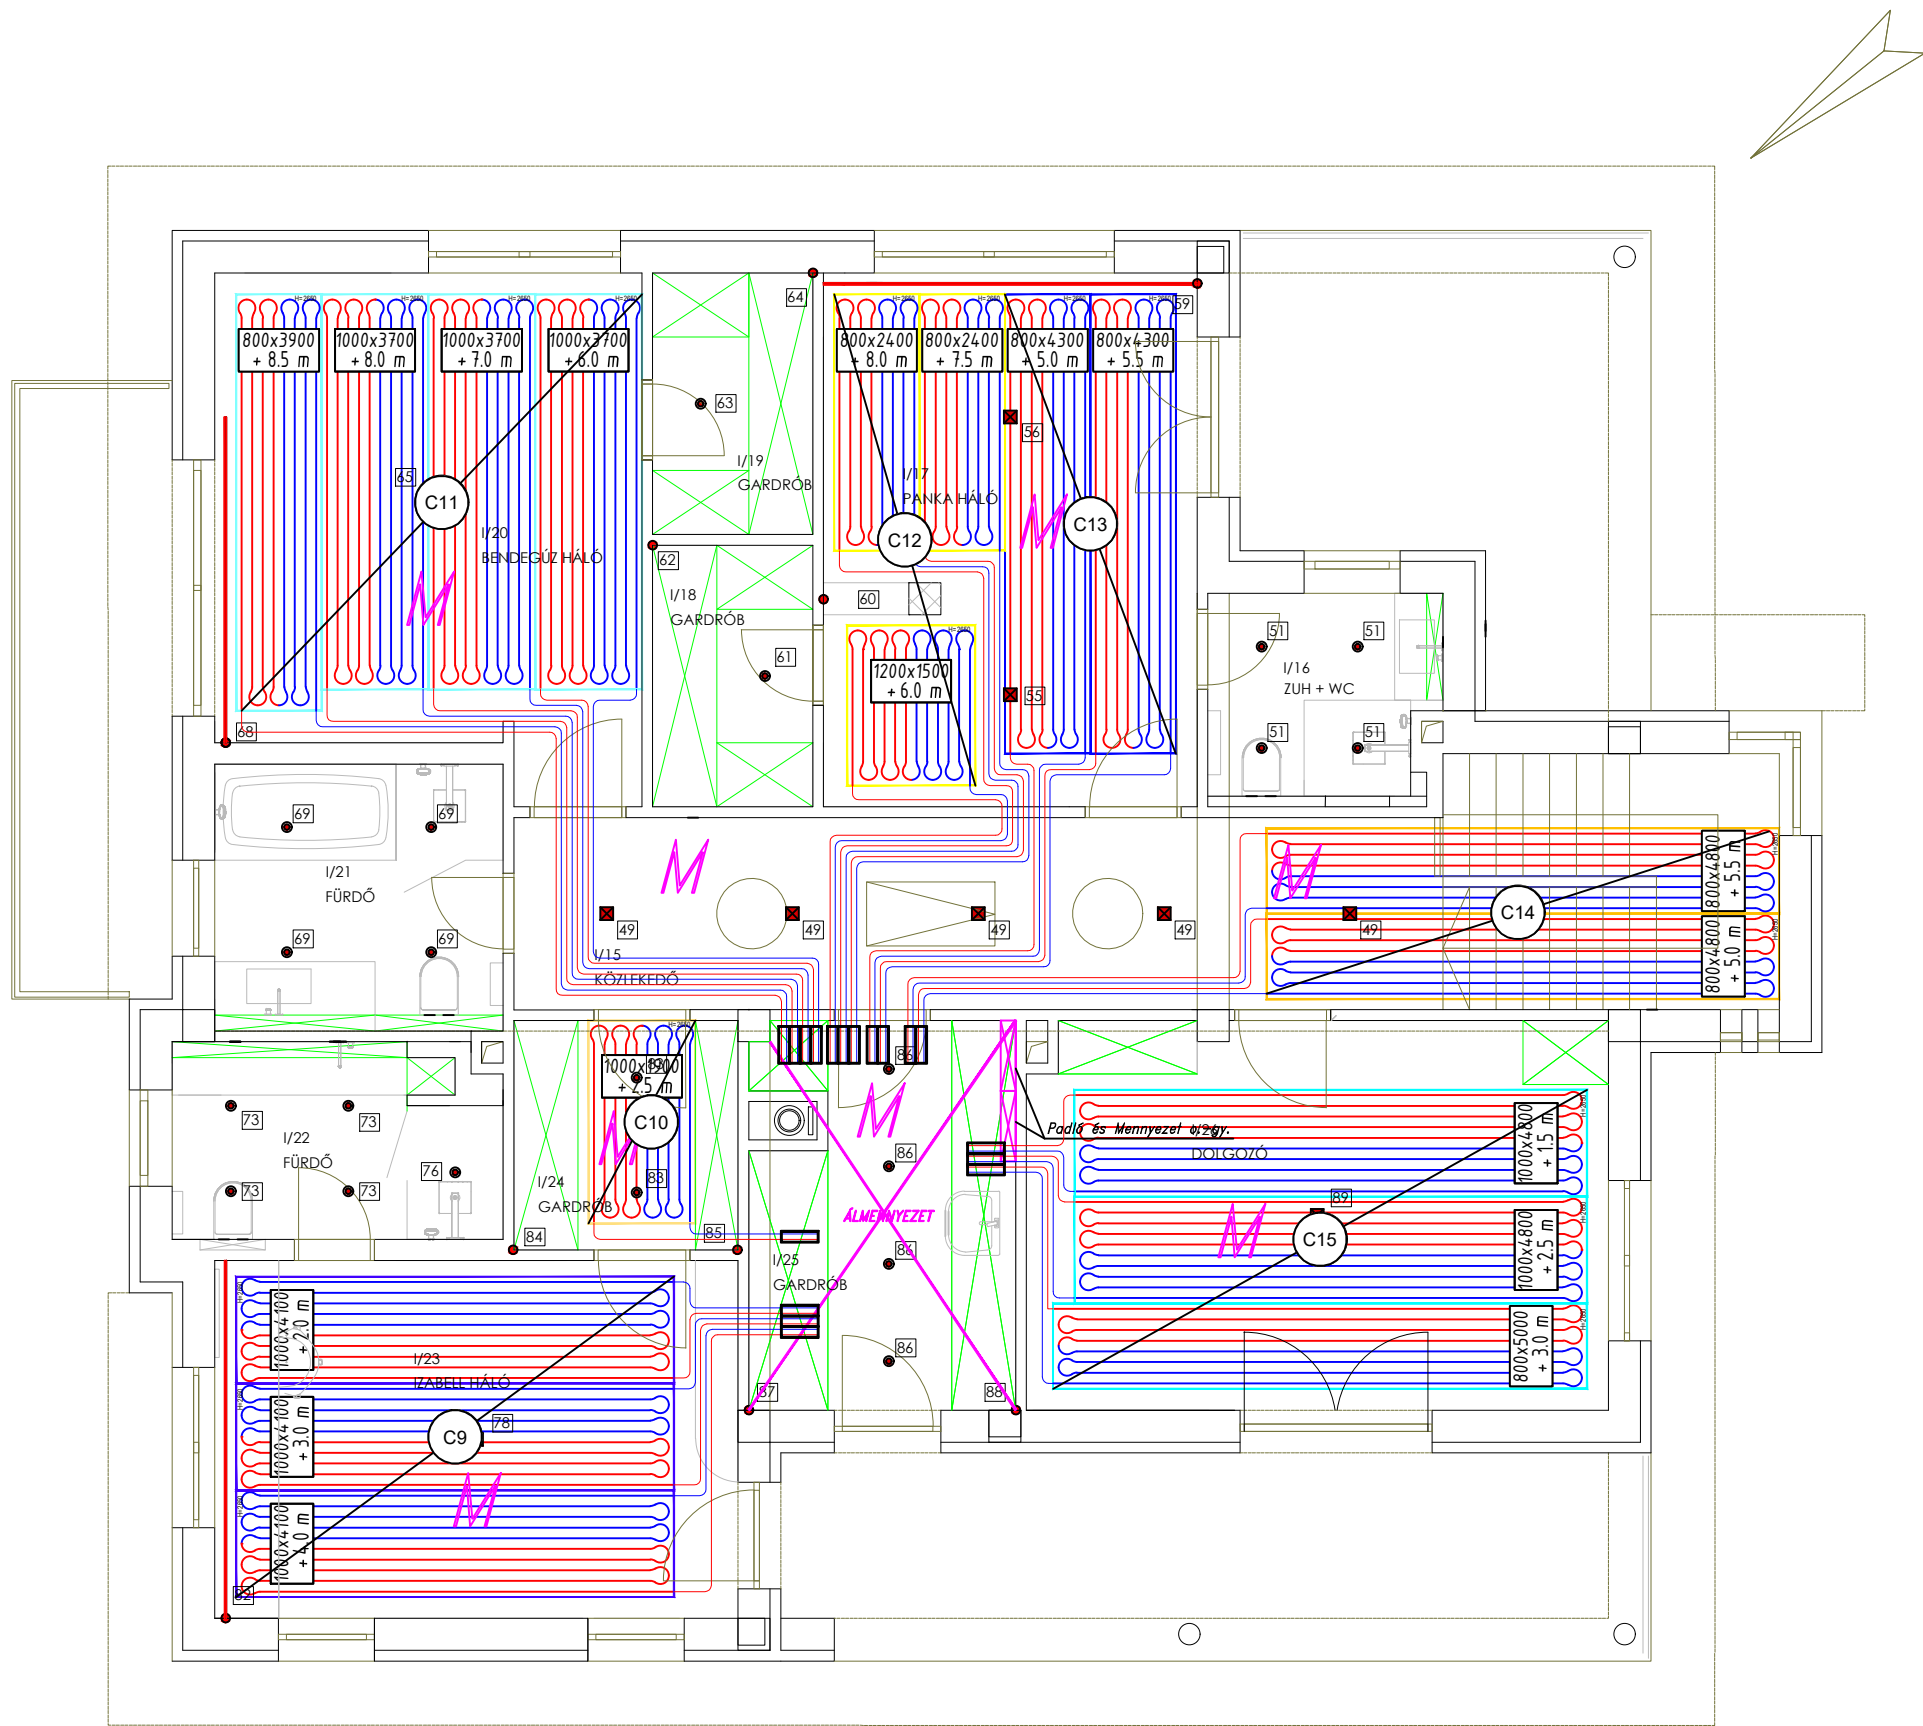 64
59
800x3900
+ 8.5 m
1000x3700
+ 8.0 m
1000x3700
+ 7.0 m
1000x3700
+ 6.0 m
800x2400
+ 8.0 m
800x2400
+ 7.5 m
800x4300
+ 5.0 m
800x4300
+ 5.5 m
63
56
I/19
GARDRÓB
65
C11
I/17
PANKA HÁLÓ
C13
C12
I/20
BENDEGÚZ HÁLÓ
62
I/18
GARDRÓB
60
61
1200x1500
+ 6.0 m
55
51
51
I/16
ZUH + WC
51
51
68
69
69
I/21
FÜRDŐ
69
69
800x4800
+ 5.5 m
C14
800x4800
+ 5.0 m
49
49
49
49
49
I/15
KÖZLEKEDŐ
86
1000x1900
83
C10
83
73
73
I/22
FÜRDŐ
76
73
73
I/24
GARDRÓB
84
85
Padló és Mennyezet o.gy.
DOLGOZÓ
1000x4800
+ 1.5 m
86
89
C15
1000x4800
+ 2.5 m
ÁLMENNYEZET
86
I/25
GARDRÓB
800x5000
+ 3.0 m
86
87
88
1000x4100
+ 2.0 m
I/23
IZABELL HÁLÓ
78
C9
1000x4100
+ 3.0 m
1000x4100
+ 4.0 m
82